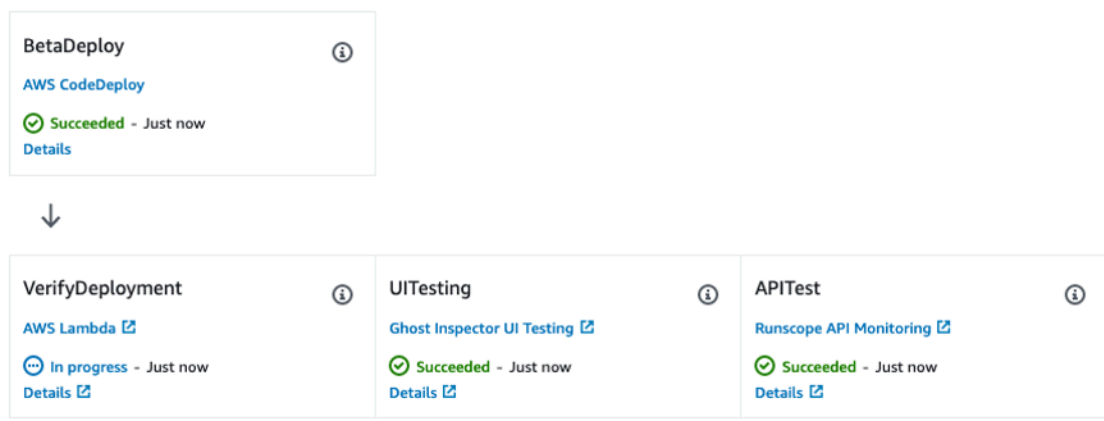 BetaDeploy
AWS CodeDeploy
Succeeded - Just now
Details
VerifyDeployment
AWS Lambda
In progress - Just now
Details
UITesting
Ghost Inspector UI Testing
Succeeded - Just now
Details
APITest
Runscope API Monitoring
Succeeded - Just now
Details